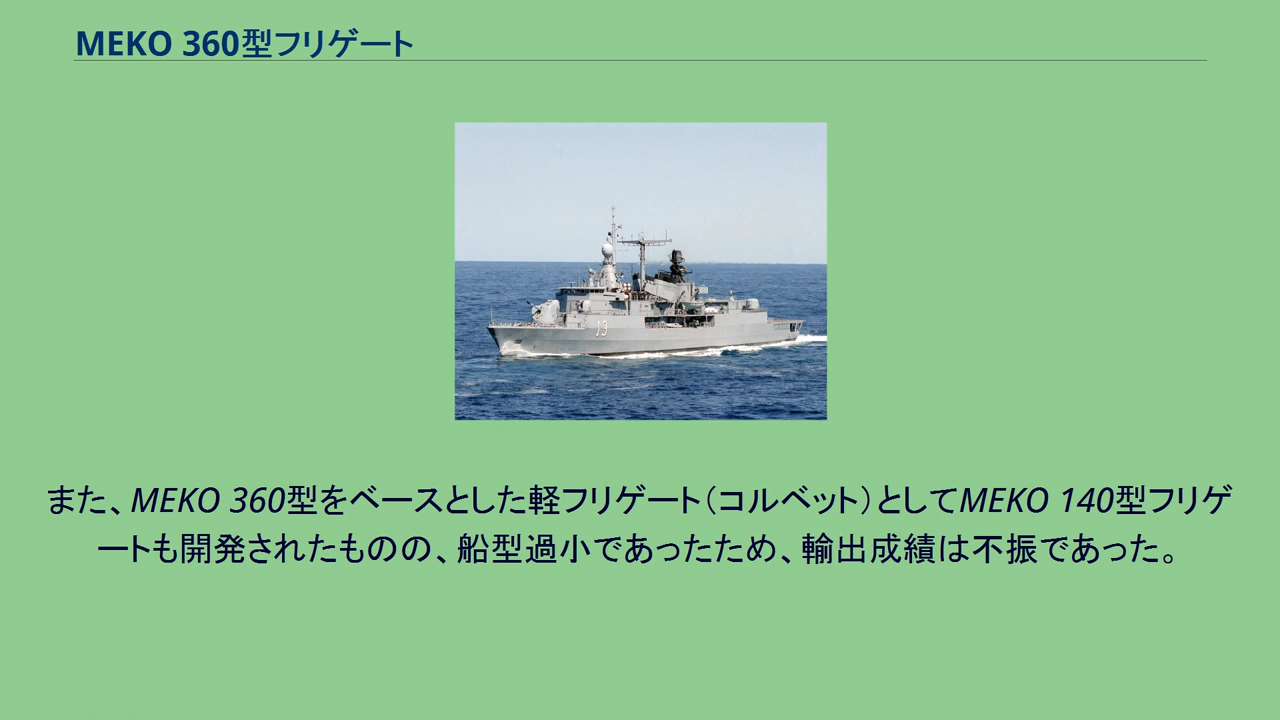 MEKO 360型フリゲート
13
また、MEKO 360型をベースとした軽フリゲート（コルベット）としてMEKO 140型フリゲ
ートも開発されたものの、船型過小であったため、輸出成績は不振であった。